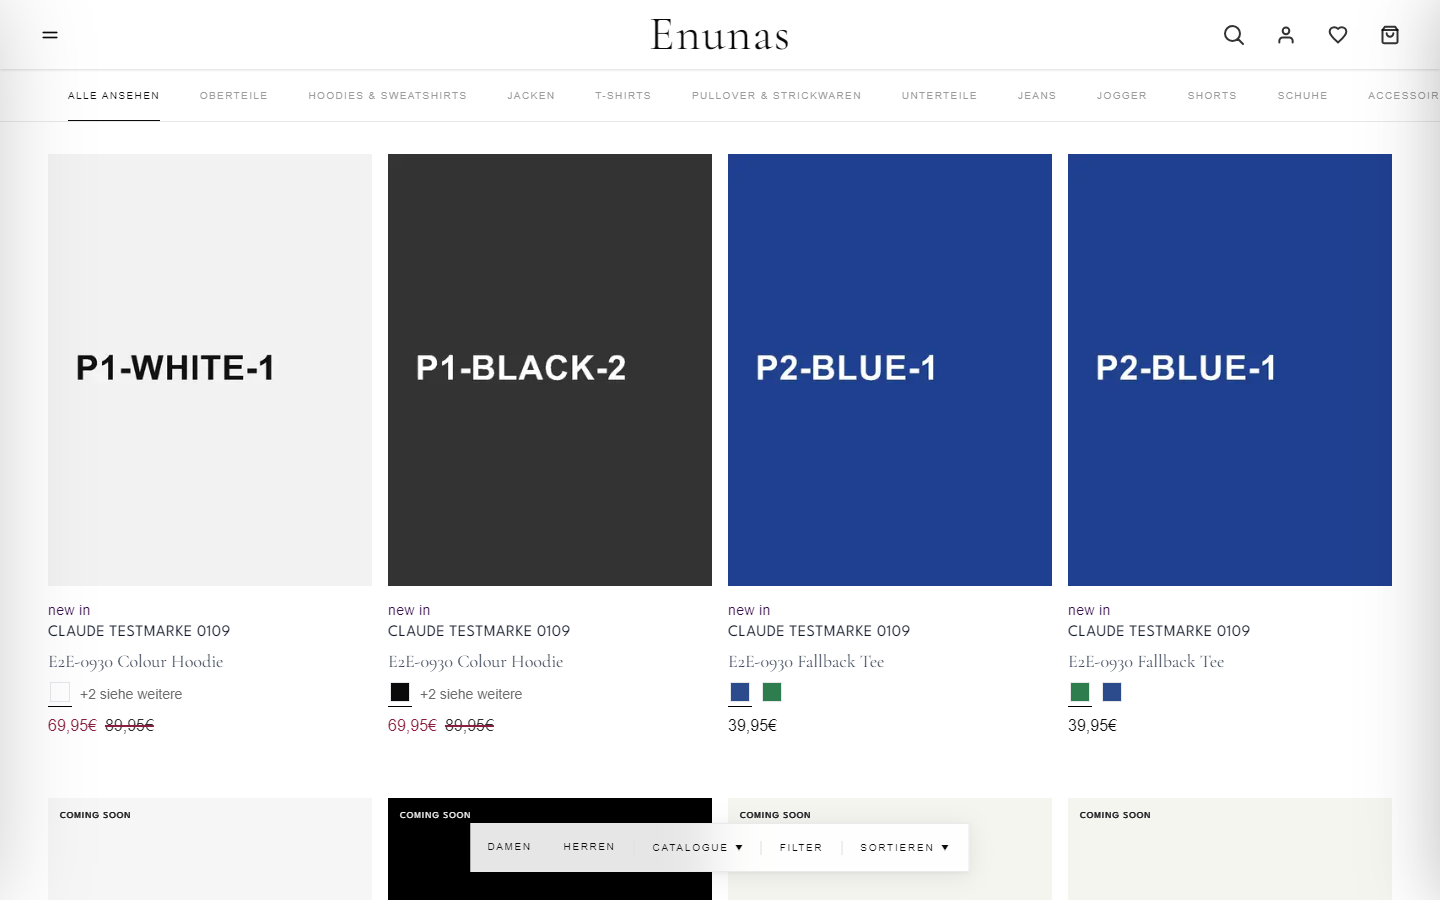 Enunas
ALLE ANSEHEN OBERTEILE HOODIES & SWEATSHIRTS JACKEN T-SHIRTS PULLOVER & STRICKWAREN UNTERTEILE JEANS JOGGER SHORTS SCHUHE ACCESSOIR
P1-WHITE-1 P1-BLACK-2 P2-BLUE-1 P2-BLUE-1
new in new in new in new in
CLAUDE TESTMARKE 0109 CLAUDE TESTMARKE 0109 CLAUDE TESTMARKE 0109 CLAUDE TESTMARKE 0109
E2E-0930 Colour Hoodie E2E-0930 Colour Hoodie E2E-0930 Fallback Tee E2E-0930 Fallback Tee
+2 siehe weitere +2 siehe weitere
69,95€ 89,95€ 69,95€ 89,95€ 39,95€ 39,95€
COMING SOON COMING SOON COMING SOON COMING SOON
DAMEN HERREN CATALOGUE ▼ FILTER SORTIEREN ▼